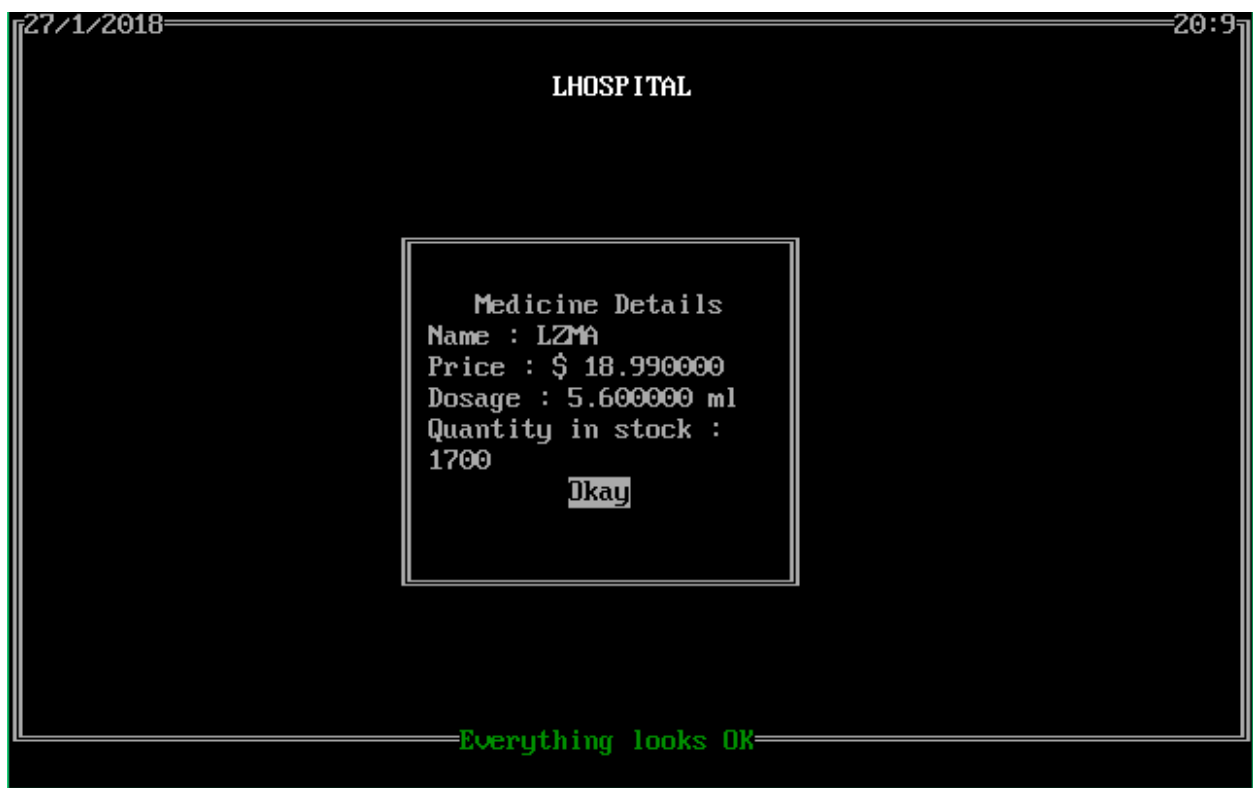 27/1/2018 20:9
LHOSPITAL
Medicine Details
Name : LZMA
Price : $ 18.990000
Dosage : 5.600000 ml
Quantity in stock :
1700
Okay
Everything looks OK